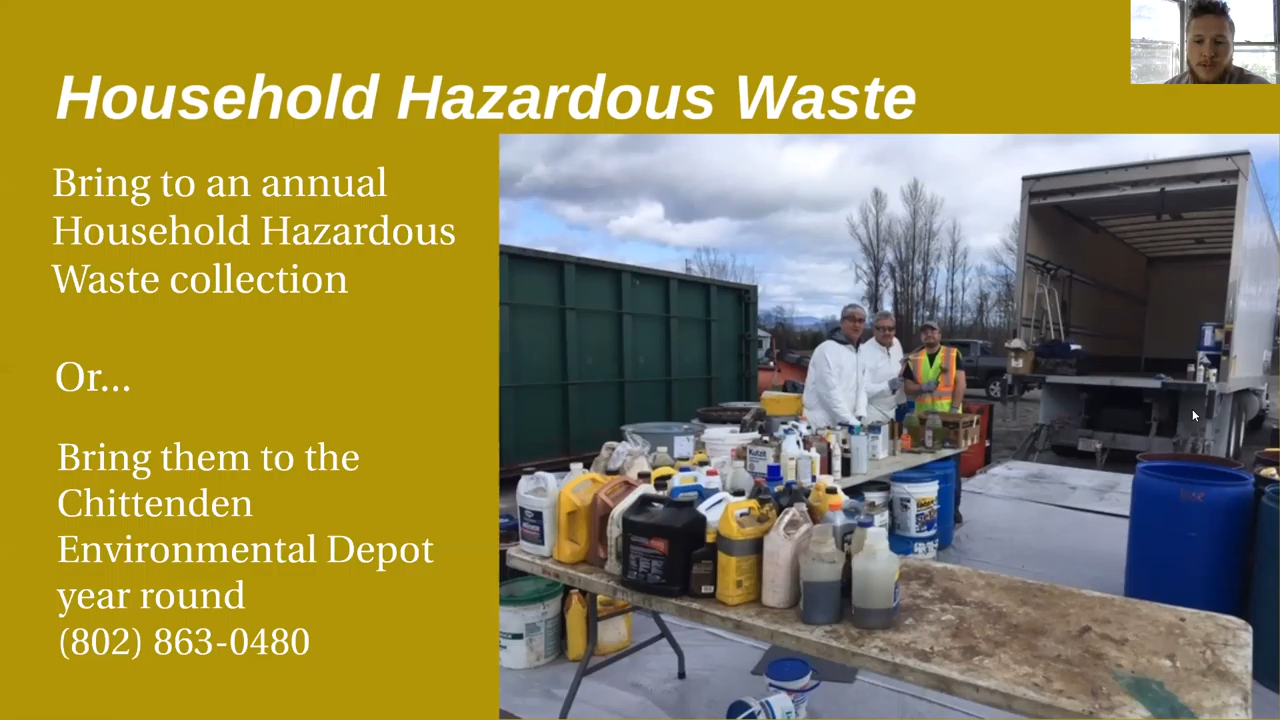 Household Hazardous Waste
Bring to an annual
Household Hazardous
Waste collection
Or...
Bring them to the
Chittenden
Environmental Depot
year round
(802) 863-0480
Kutzit